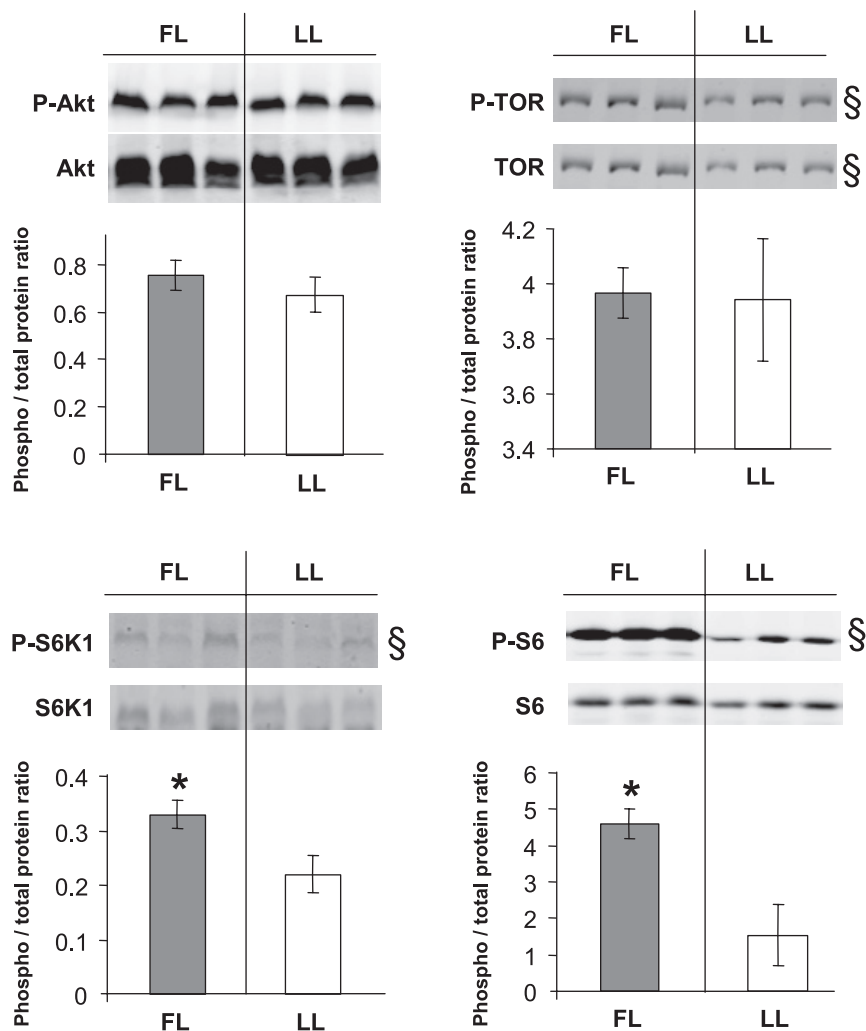 FL LL
P-Akt
Akt
Phospho / total protein ratio
0.8
0.6
0.4
0.2
0
FL LL
FL LL
P-TOR §
TOR §
Phospho / total protein ratio
4.2
4
3.8
3.6
3.4
FL LL
FL LL
P-S6K1 §
S6K1
Phospho / total protein ratio
0.4
0.3
0.2
0.1
0
*
FL LL
FL LL
P-S6 §
S6
Phospho / total protein ratio
6
5
4
3
2
1
0
*
FL LL